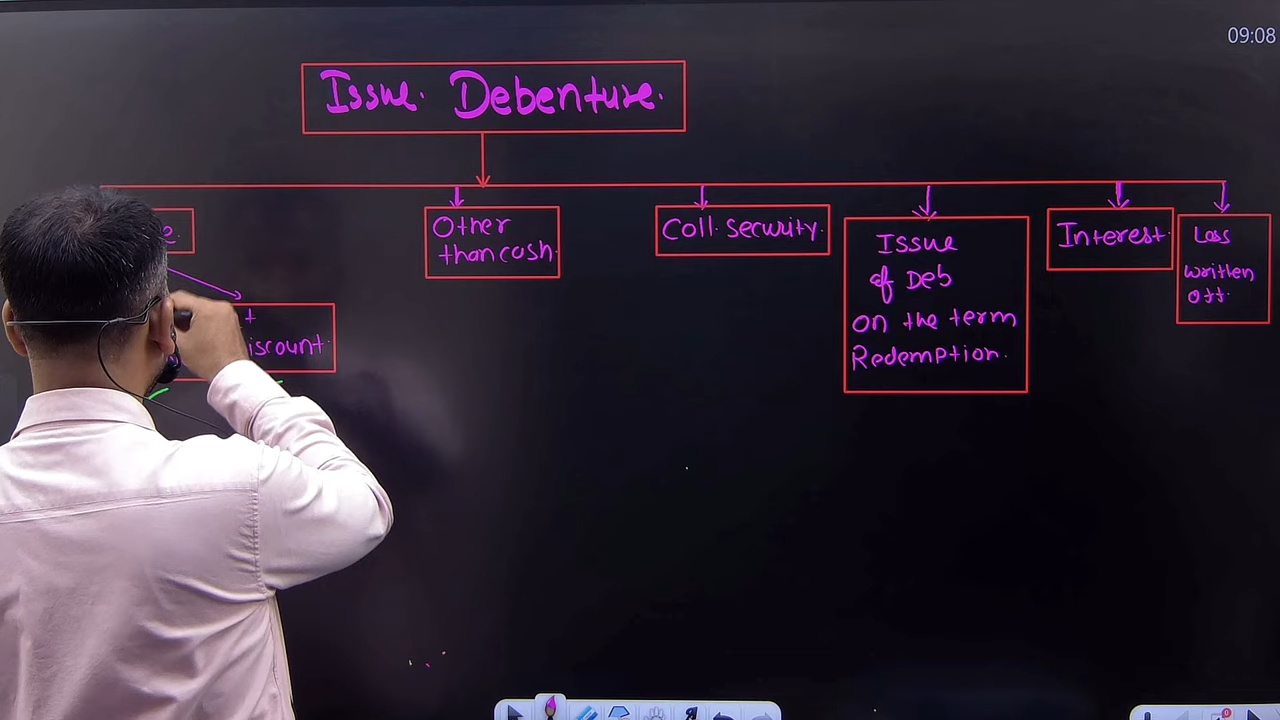 09:08
Issue. Debenture.
Other
than cash.
Coll. security.
Issue
of Deb
on the term
Redemption.
Interest.
Loss
written
off.
+